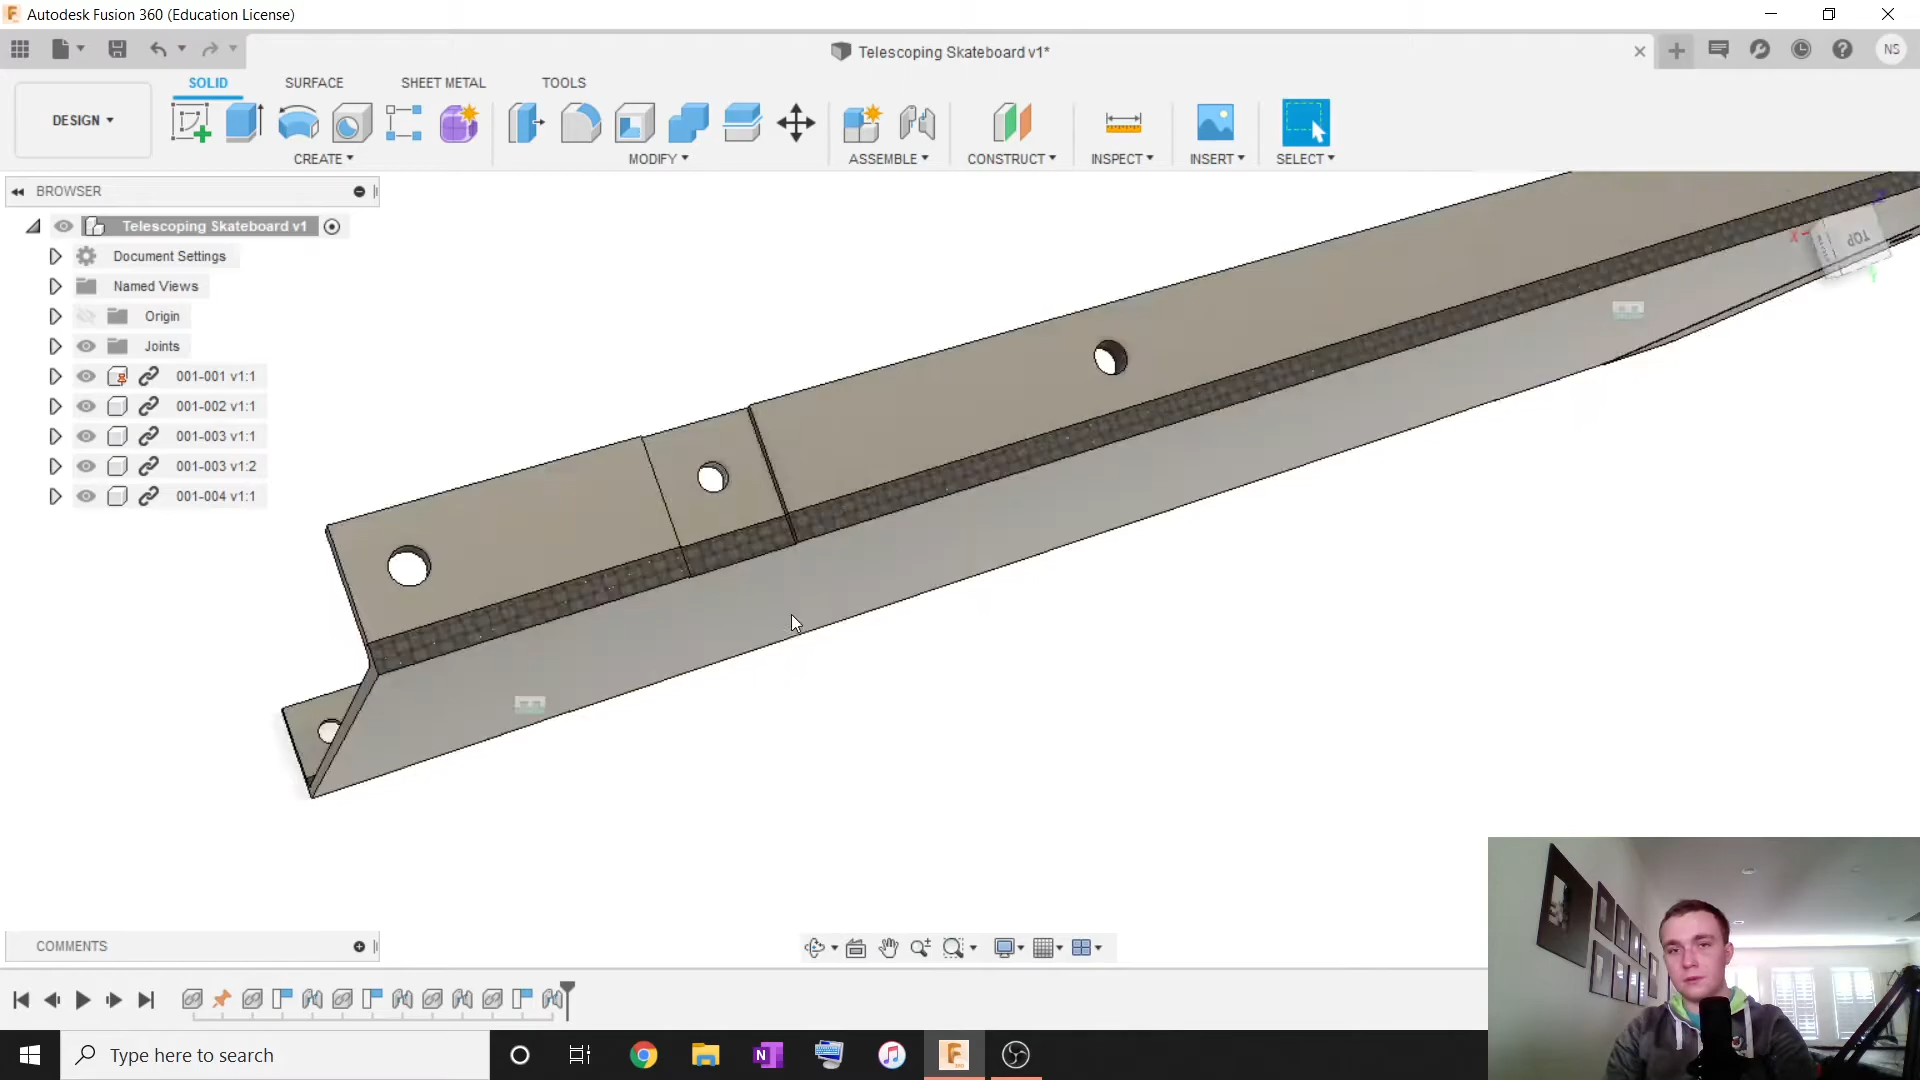 Autodesk Fusion 360 (Education License)
Telescoping Skateboard v1*
NS
DESIGN
SOLID
SURFACE
SHEET METAL
TOOLS
CREATE
MODIFY
ASSEMBLE
CONSTRUCT
INSPECT
INSERT
SELECT
BROWSER
Telescoping Skateboard v1
Document Settings
Named Views
Origin
Joints
001-001 v1:1
001-002 v1:1
001-003 v1:1
001-003 v1:2
001-004 v1:1
X
Z
TOP
COMMENTS
Type here to search